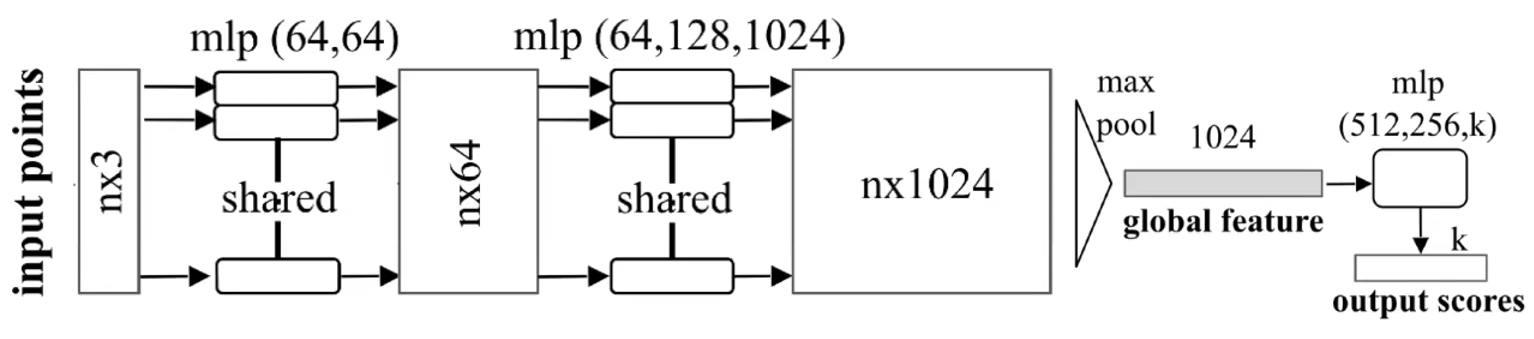 input points
nx3
mlp (64,64)
shared
nx64
mlp (64,128,1024)
shared
nx1024
max
pool
1024
global feature
mlp
(512,256,k)
k
output scores